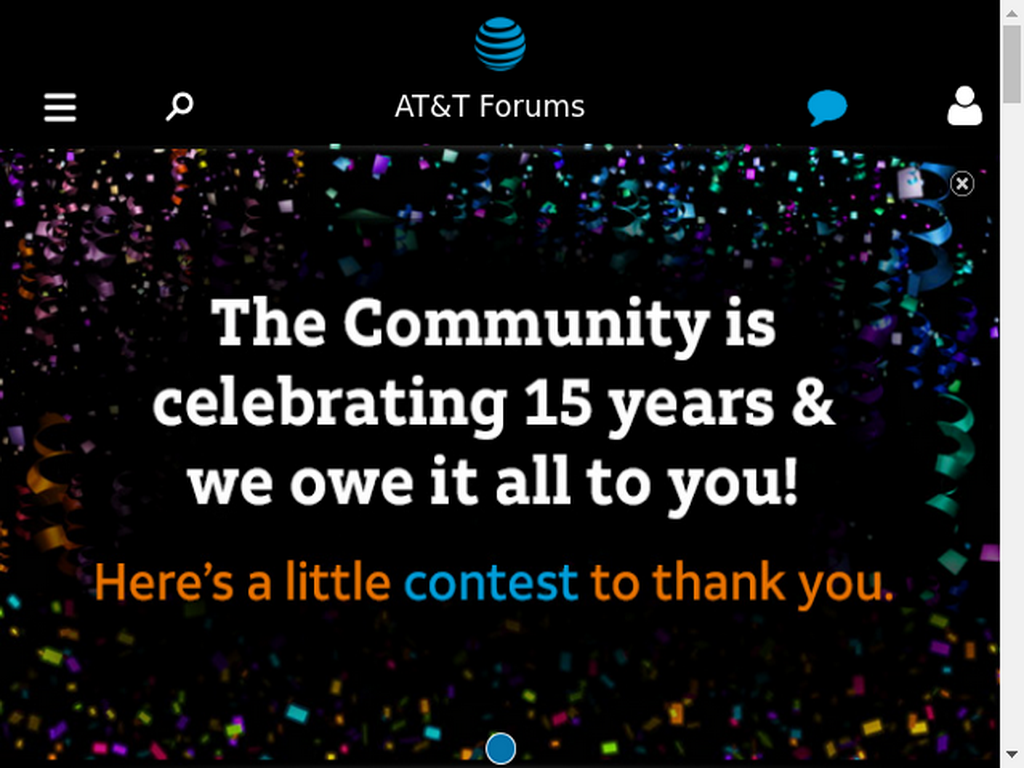 AT&T Forums
The Community is
celebrating 15 years &
we owe it all to you!
Here's a little contest to thank you.